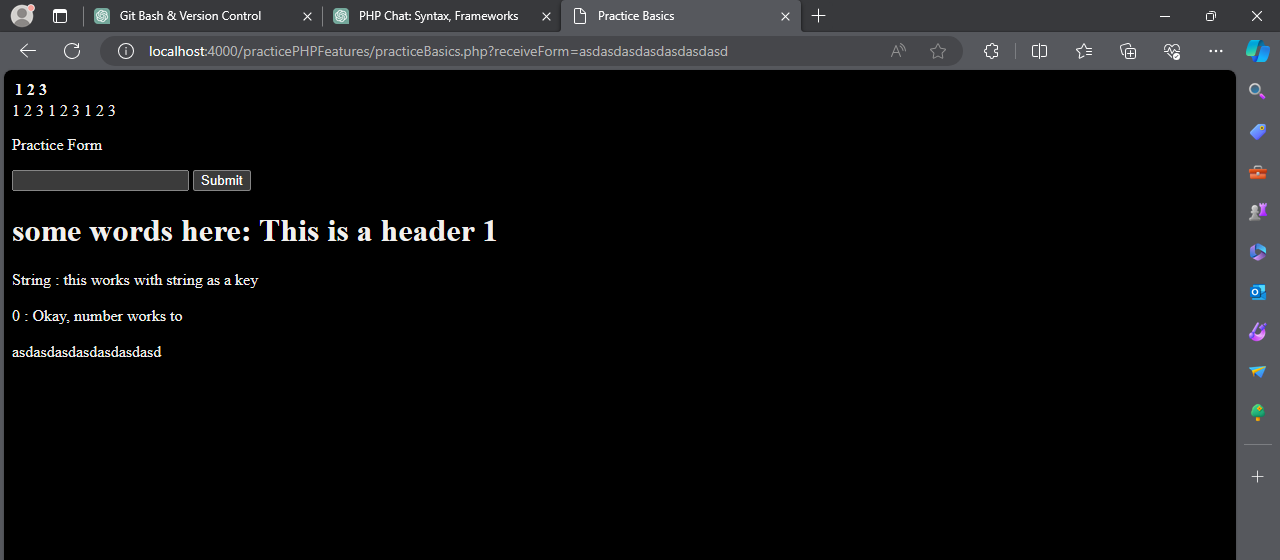 Git Bash & Version Control
PHP Chat: Syntax, Frameworks
Practice Basics
localhost:4000/practicePHPFeatures/practiceBasics.php?receiveForm=asdasdasdasdasdasdasd
1 2 3
1 2 3 1 2 3 1 2 3
Practice Form
Submit
some words here: This is a header 1
String : this works with string as a key
0 : Okay, number works to
asdasdasdasdasdasdasd